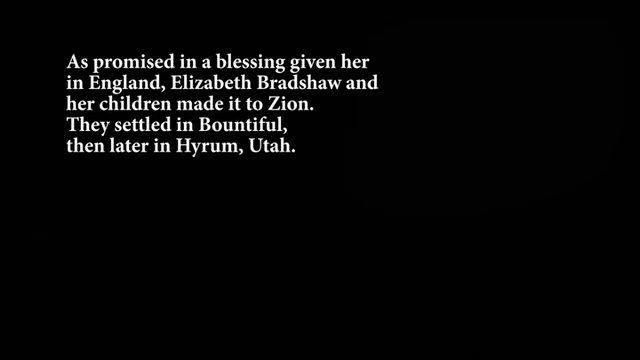 As promised in a blessing given her
in England, Elizabeth Bradshaw and
her children made it to Zion.
They settled in Bountiful,
then later in Hyrum, Utah.